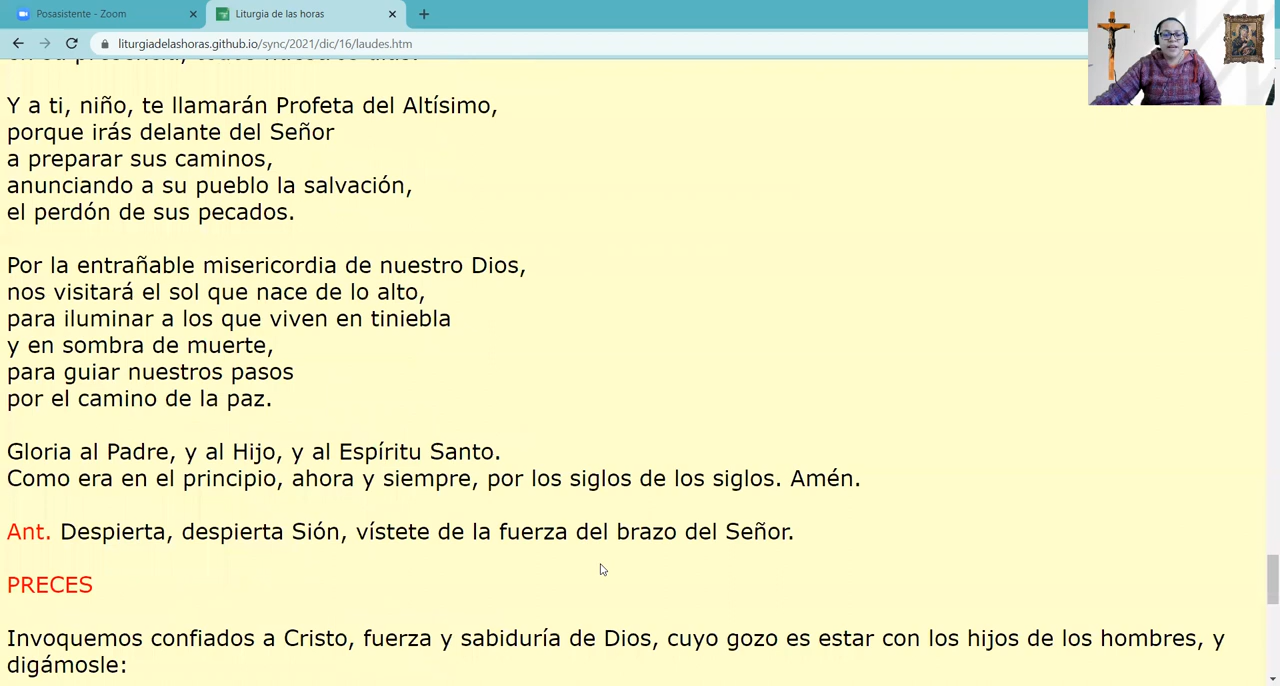 Posasistente - Zoom
Liturgia de las horas
liturgiadelashoras.github.io/sync/2021/dic/16/laudes.htm
Y a ti, niño, te llamarán Profeta del Altísimo,
porque irás delante del Señor
a preparar sus caminos,
anunciando a su pueblo la salvación,
el perdón de sus pecados.
Por la entrañable misericordia de nuestro Dios,
nos visitará el sol que nace de lo alto,
para iluminar a los que viven en tiniebla
y en sombra de muerte,
para guiar nuestros pasos
por el camino de la paz.
Gloria al Padre, y al Hijo, y al Espíritu Santo.
Como era en el principio, ahora y siempre, por los siglos de los siglos. Amén.
Ant. Despierta, despierta Sión, vístete de la fuerza del brazo del Señor.
PRECES
Invoquemos confiados a Cristo, fuerza y sabiduría de Dios, cuyo gozo es estar con los hijos de los hombres, y
digámosle: